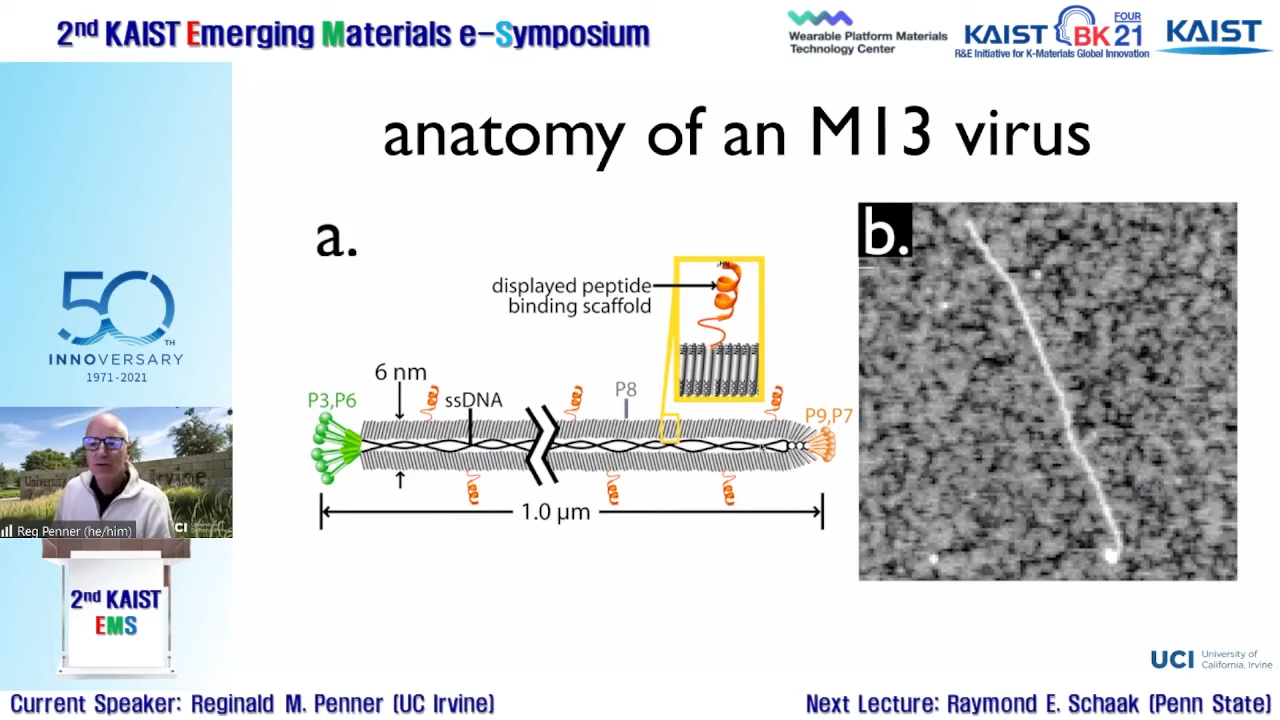 2nd KAIST Emerging Materials e-Symposium
Wearable Platform Materials
Technology Center
KAIST BK21 FOUR
R&E Initiative for K-Materials Global Innovation
KAIST
anatomy of an M13 virus
a.
b.
displayed peptide
binding scaffold
6 nm
P3,P6
ssDNA
P8
P9,P7
1.0 µm
50 TH
INNOVERSARY
1971-2021
Reg Penner (he/him)
2nd KAIST
EMS
UCI University of
California, Irvine
Current Speaker: Reginald M. Penner (UC Irvine)
Next Lecture: Raymond E. Schaak (Penn State)